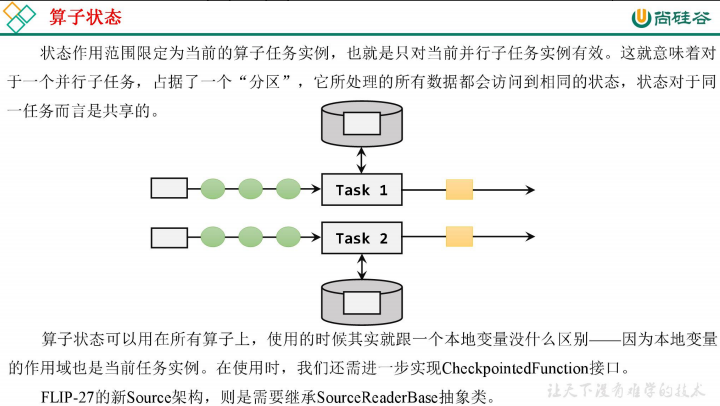 算子状态
尚硅谷
状态作用范围限定为当前的算子任务实例，也就是只对当前并行子任务实例有效。这就意味着对
于一个并行子任务，占据了一个“分区”，它所处理的所有数据都会访问到相同的状态，状态对于同
一任务而言是共享的。
Task 1
Task 2
算子状态可以用在所有算子上，使用的时候其实就跟一个本地变量没什么区别——因为本地变量
的作用域也是当前任务实例。在使用时，我们还需进一步实现CheckpointedFunction接口。
FLIP-27的新Source架构，则是需要继承SourceReaderBase抽象类。
让天下没有难学的技术